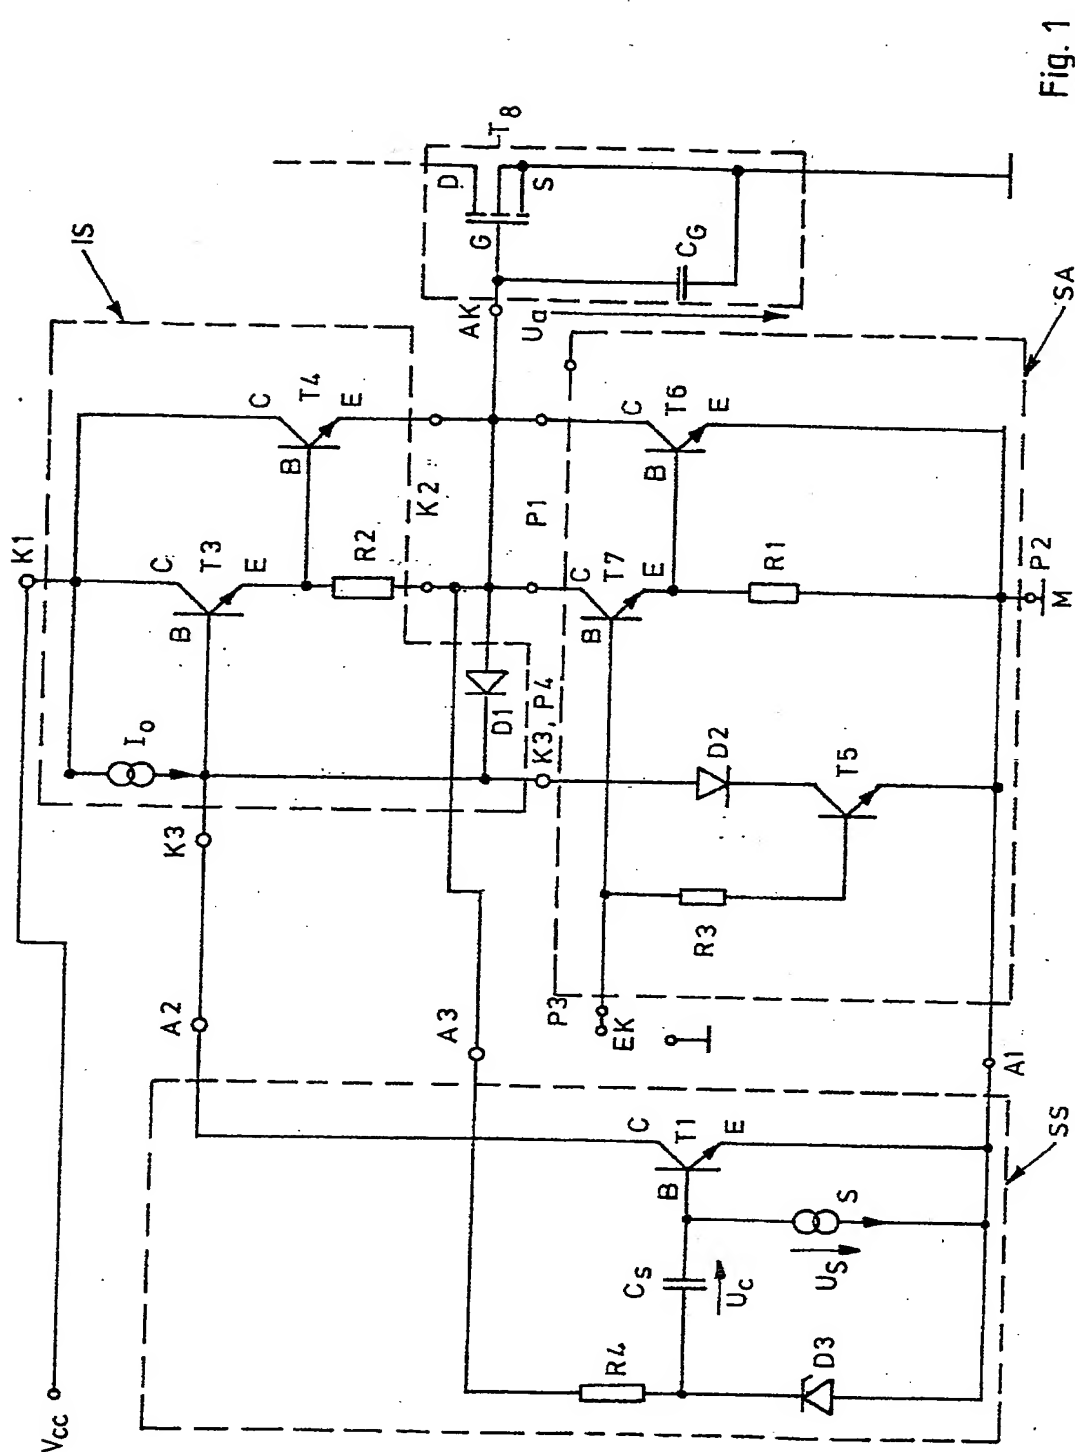 Vcc
K1
IS
I₀
C
B
T3
E
C
B
T4
E
K3
R2
K2
A2
D1
AK
G
D
S
T8
CG
Ua
A3
K3, P4
P1
P3
EK
D2
T5
R3
C
B
T7
E
R1
C
B
T6
E
SA
M
P2
A1
SS
R4
D3
Cs
Uc
C
B
T1
E
S
Us
Fig. 1